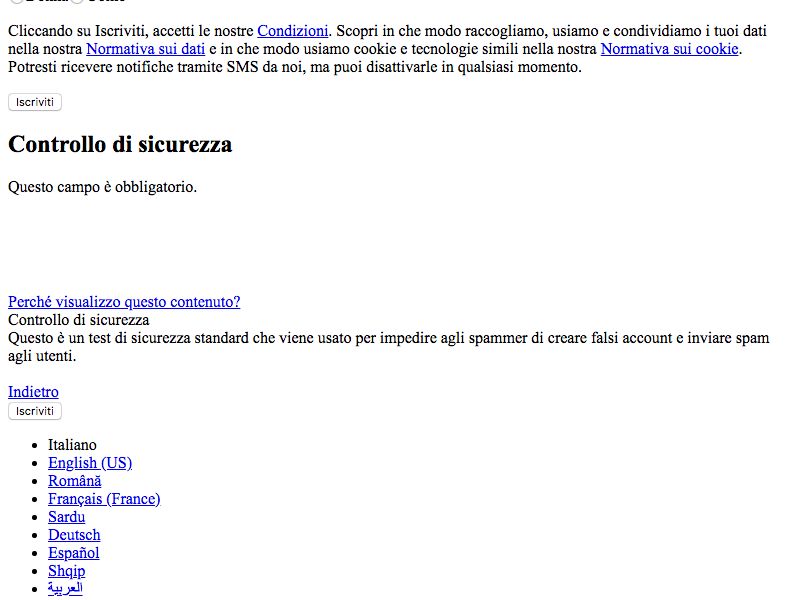 Cliccando su Iscriviti, accetti le nostre Condizioni. Scopri in che modo raccogliamo, usiamo e condividiamo i tuoi dati
nella nostra Normativa sui dati e in che modo usiamo cookie e tecnologie simili nella nostra Normativa sui cookie.
Potresti ricevere notifiche tramite SMS da noi, ma puoi disattivarle in qualsiasi momento.
Iscriviti
Controllo di sicurezza
Questo campo è obbligatorio.
Perché visualizzo questo contenuto?
Controllo di sicurezza
Questo è un test di sicurezza standard che viene usato per impedire agli spammer di creare falsi account e inviare spam
agli utenti.
Indietro
Iscriviti
Italiano
English (US)
Română
Français (France)
Sardu
Deutsch
Español
Shqip
العربية